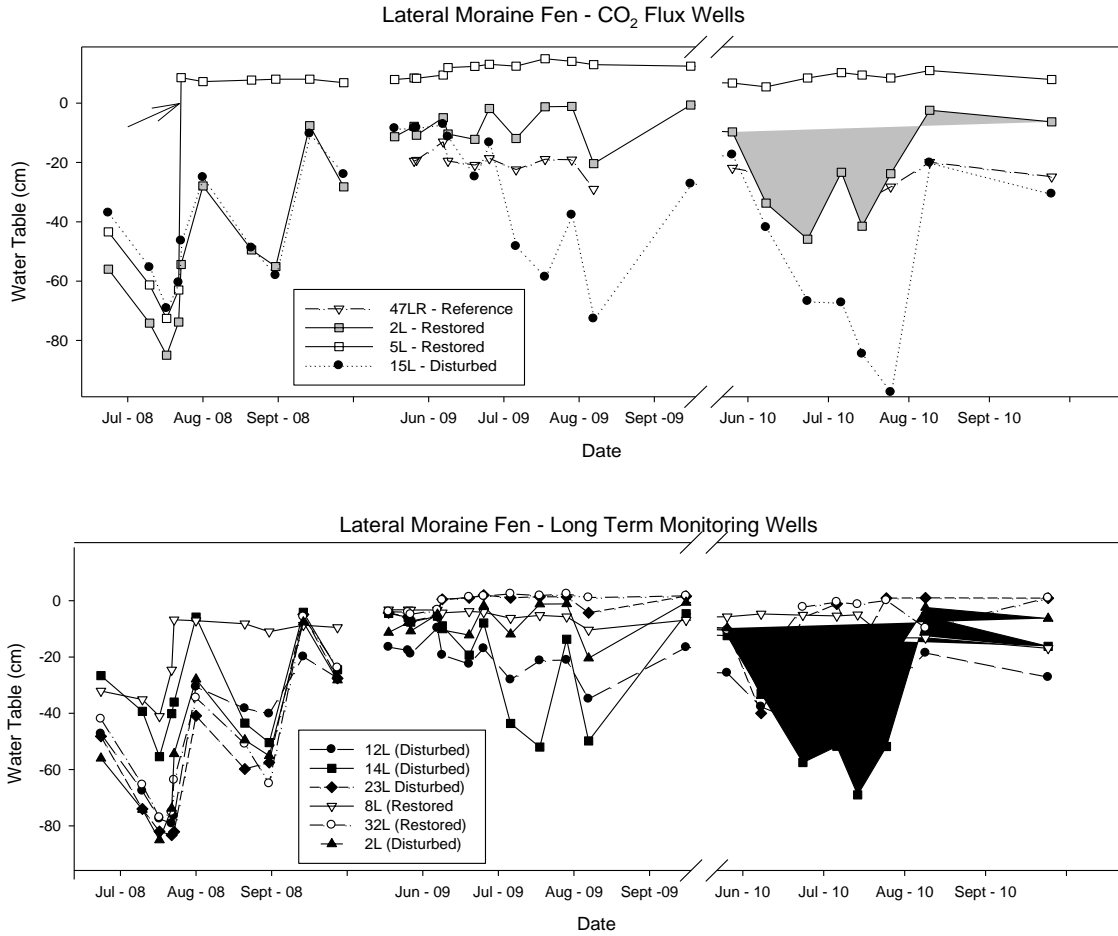 Lateral Moraine Fen - CO2 Flux Wells
Water Table (cm)
0
-20
-40
-60
-80
47LR - Reference
2L - Restored
5L - Restored
15L - Disturbed
Jul - 08
Aug - 08
Sept - 08
Jun - 09
Jul - 09
Aug - 09
Sept -09
Jun - 10
Jul - 10
Aug - 10
Sept - 10
Date
Lateral Moraine Fen - Long Term Monitoring Wells
Water Table (cm)
0
-20
-40
-60
-80
12L (Disturbed)
14L (Disturbed)
23L Disturbed)
8L (Restored
32L (Restored)
2L (Disturbed)
Jul - 08
Aug - 08
Sept - 08
Jun - 09
Jul - 09
Aug - 09
Sept -09
Jun - 10
Jul - 10
Aug - 10
Sept - 10
Date